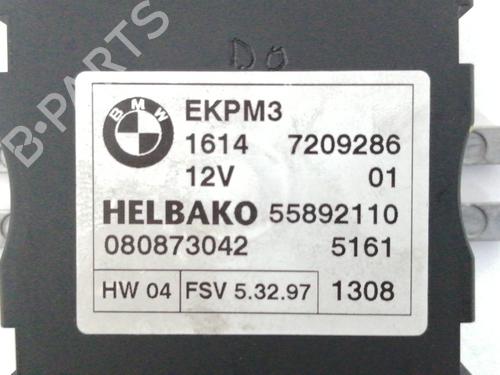 B-PARTS
DO
BMW
EKPM3
1614 7209286
12V 01
HELBAKO 55892110
080873042 5161
HW 04 FSV 5.32.97 1308